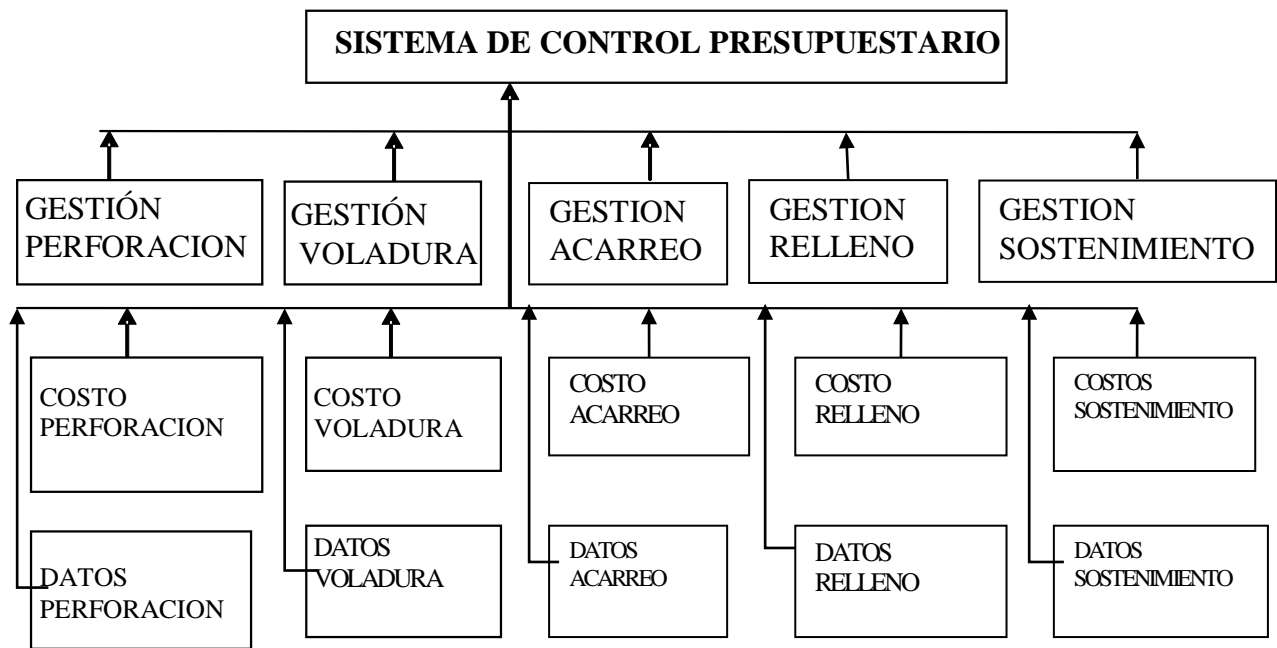 SISTEMA DE CONTROL PRESUPUESTARIO
GESTIÓN
PERFORACION
GESTIÓN
VOLADURA
GESTION
ACARREO
GESTION
RELLENO
GESTION
SOSTENIMIENTO
COSTO
PERFORACION
COSTO
VOLADURA
COSTO
ACARREO
COSTO
RELLENO
COSTOS
SOSTENIMIENTO
DATOS
PERFORACION
DATOS
VOLADURA
DATOS
ACARREO
DATOS
RELLENO
DATOS
SOSTENIMIENTO